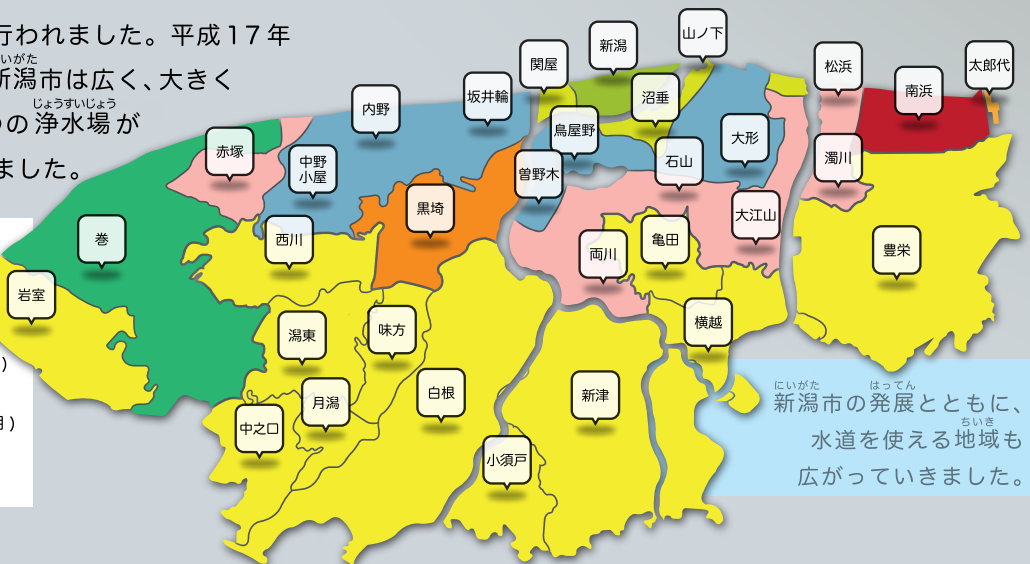 行われました。平成17年
いがた
新潟市は広く、大きく
じょうすいじょう
の浄水場が
ました。
関屋
新潟
山ノ下
松浜
太郎代
南浜
内野
坂井輪
沼垂
鳥屋野
大形
赤塚
中野
小屋
曽野木
石山
濁川
黒埼
大江山
巻
西川
両川
亀田
豊栄
岩室
潟東
味方
横越
月潟
白根
新津
中之口
小須戸
)
)
にいがた はってん
新潟市の発展とともに、
ちいき
水道を使える地域も
広がっていきました。